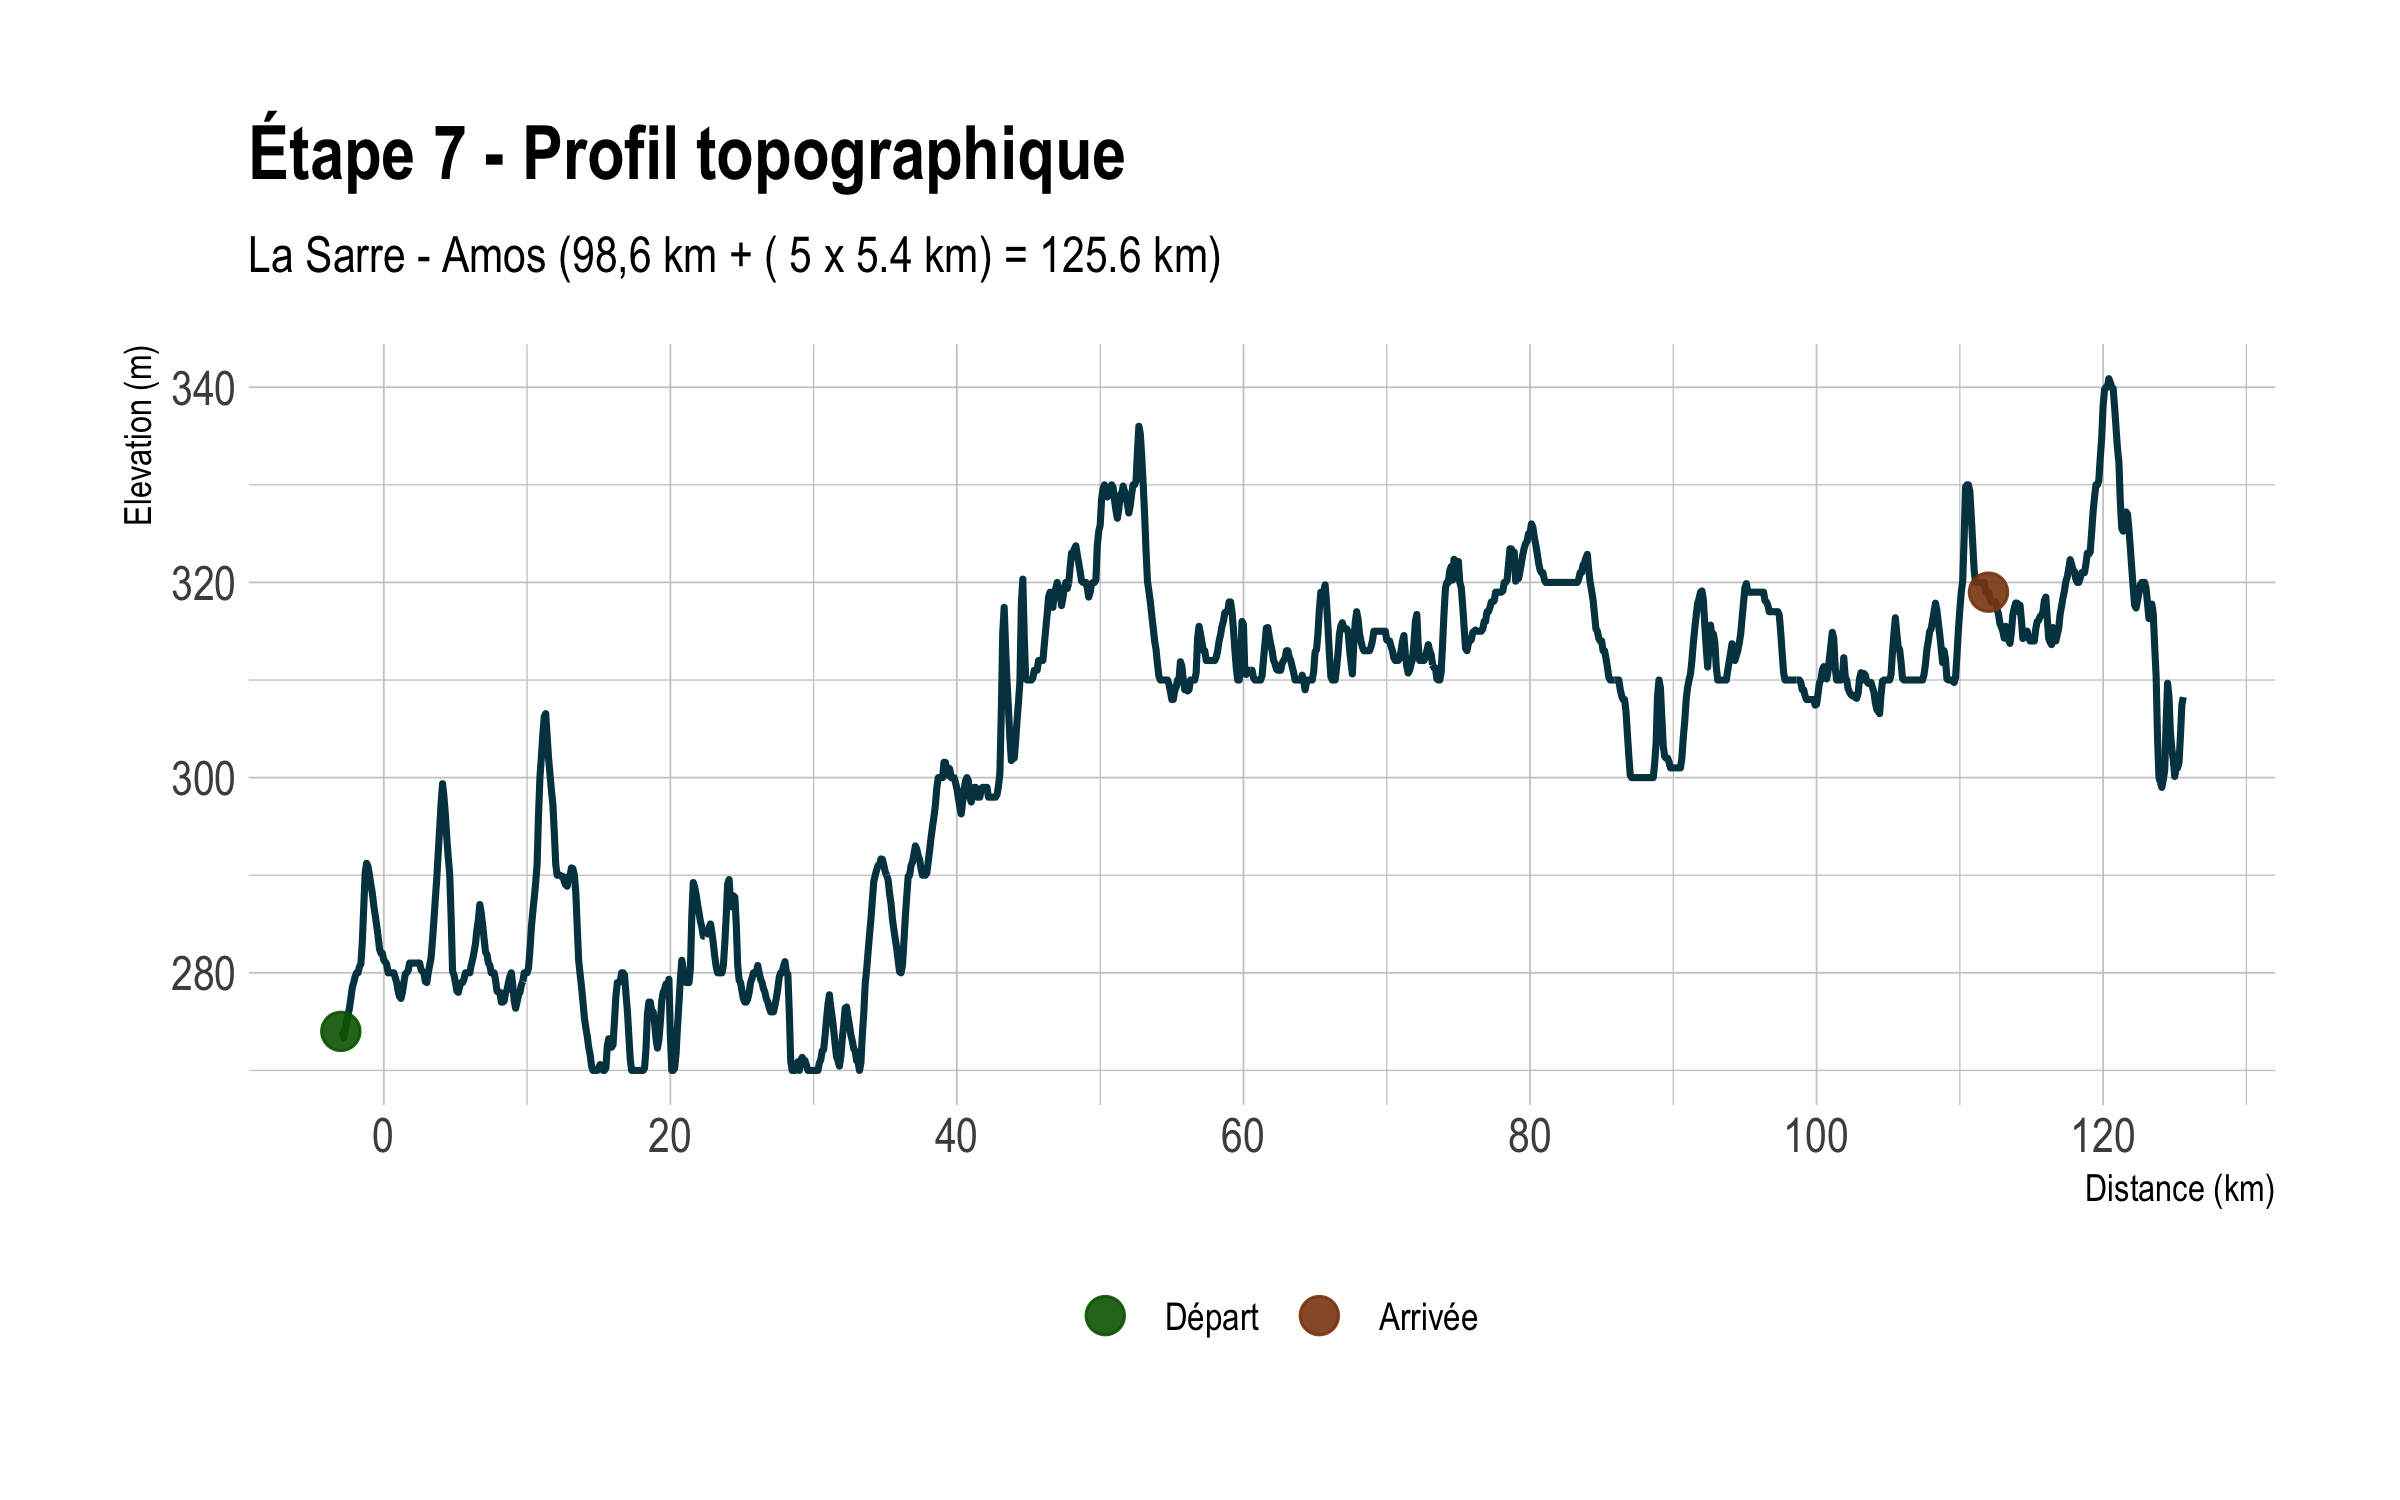 Étape 7 - Profil topographique
La Sarre - Amos (98,6 km + ( 5 x 5.4 km) = 125.6 km)
Elevation (m)
340
320
300
280
0 20 40 60 80 100 120
Distance (km)
Départ Arrivée